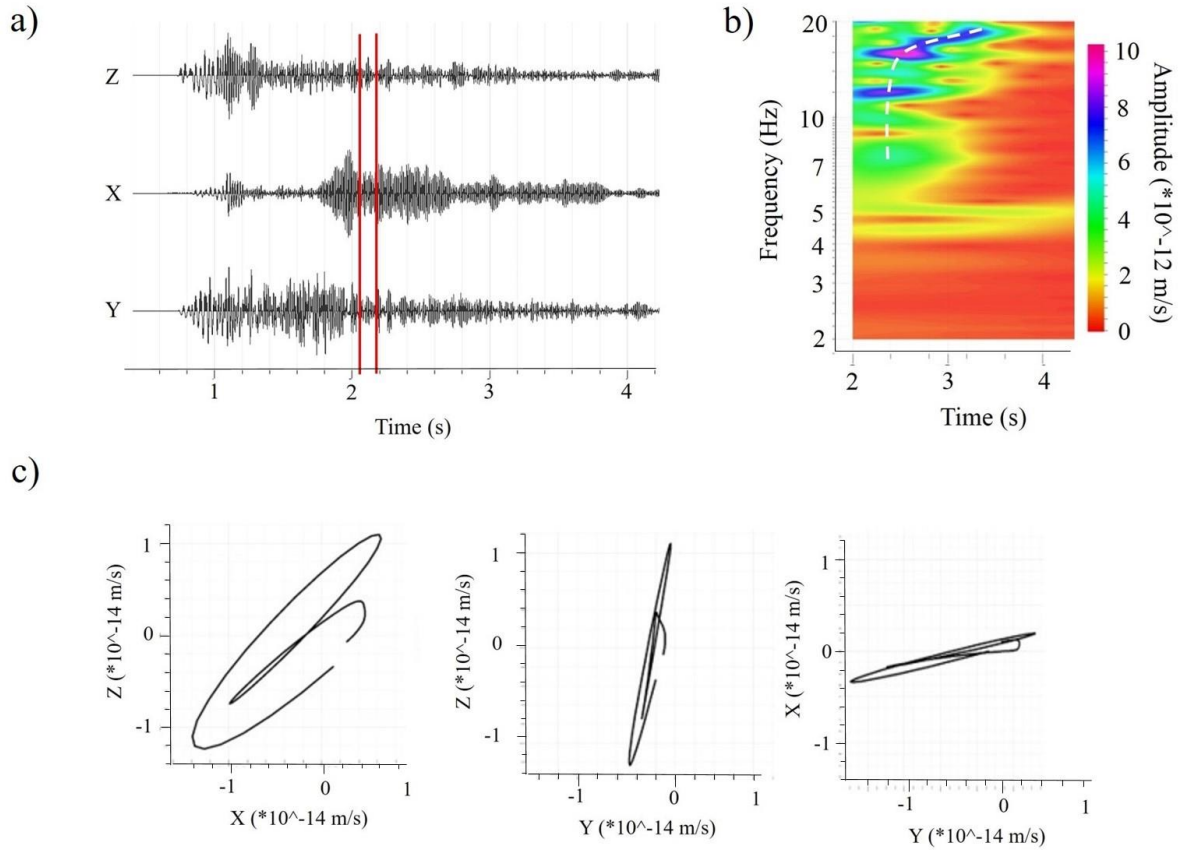 a)
Z
X
Y
1 2 3 4
Time (s)
b)
20
10
7
5
4
3
2
Frequency (Hz)
2 3 4
Time (s)
10
8
6
4
2
0
Amplitude (*10^-12 m/s)
c)
1
0
-1
Z (*10^-14 m/s)
-1 0 1
X (*10^-14 m/s)
1
0
-1
Z (*10^-14 m/s)
-1 0 1
Y (*10^-14 m/s)
1
0
-1
X (*10^-14 m/s)
-1 0 1
Y (*10^-14 m/s)